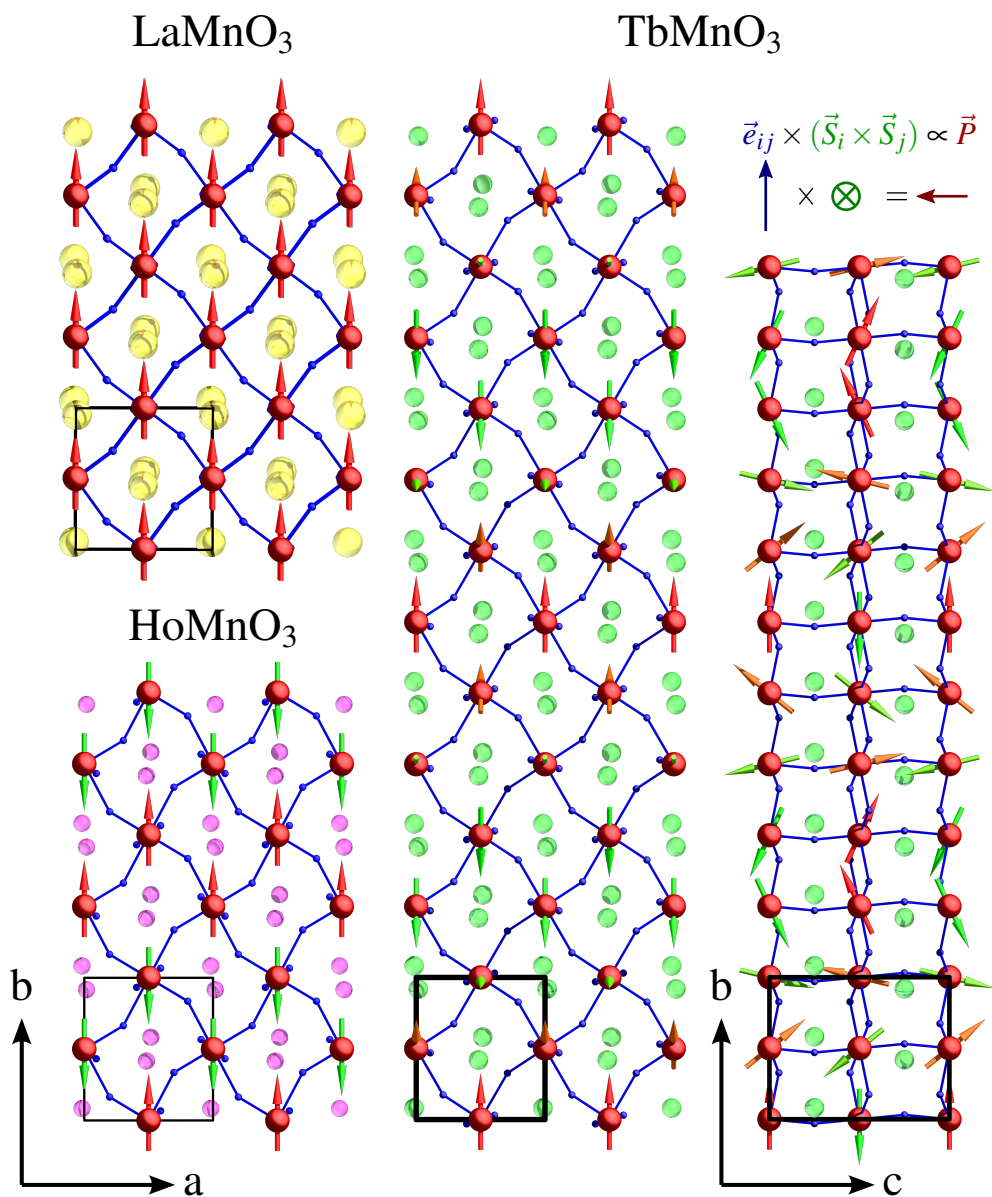 LaMnO₃
TbMnO₃
e⃗ᵢⱼ × (S⃗ᵢ × S⃗ⱼ) ∝ P⃗
× ⊗ =
HoMnO₃
b
a
b
c